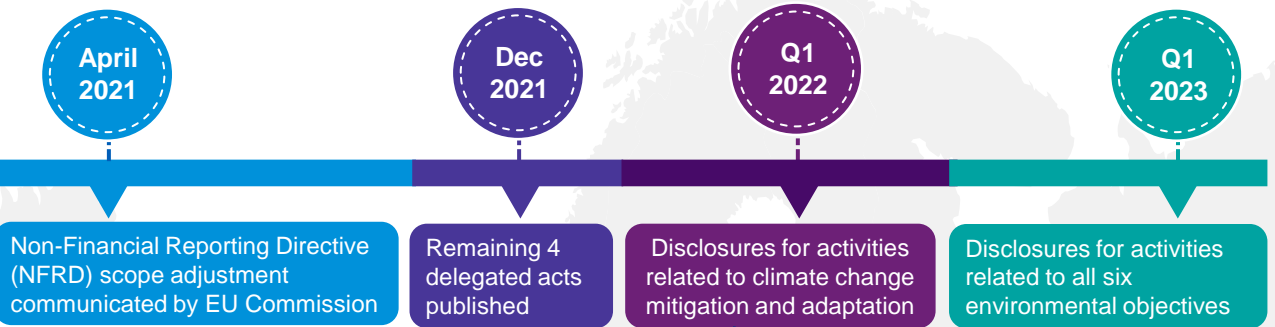 April
2021
Dec
2021
Q1
2022
Q1
2023
Non-Financial Reporting Directive
(NFRD) scope adjustment
communicated by EU Commission
Remaining 4
delegated acts
published
Disclosures for activities
related to climate change
mitigation and adaptation
Disclosures for activities
related to all six
environmental objectives